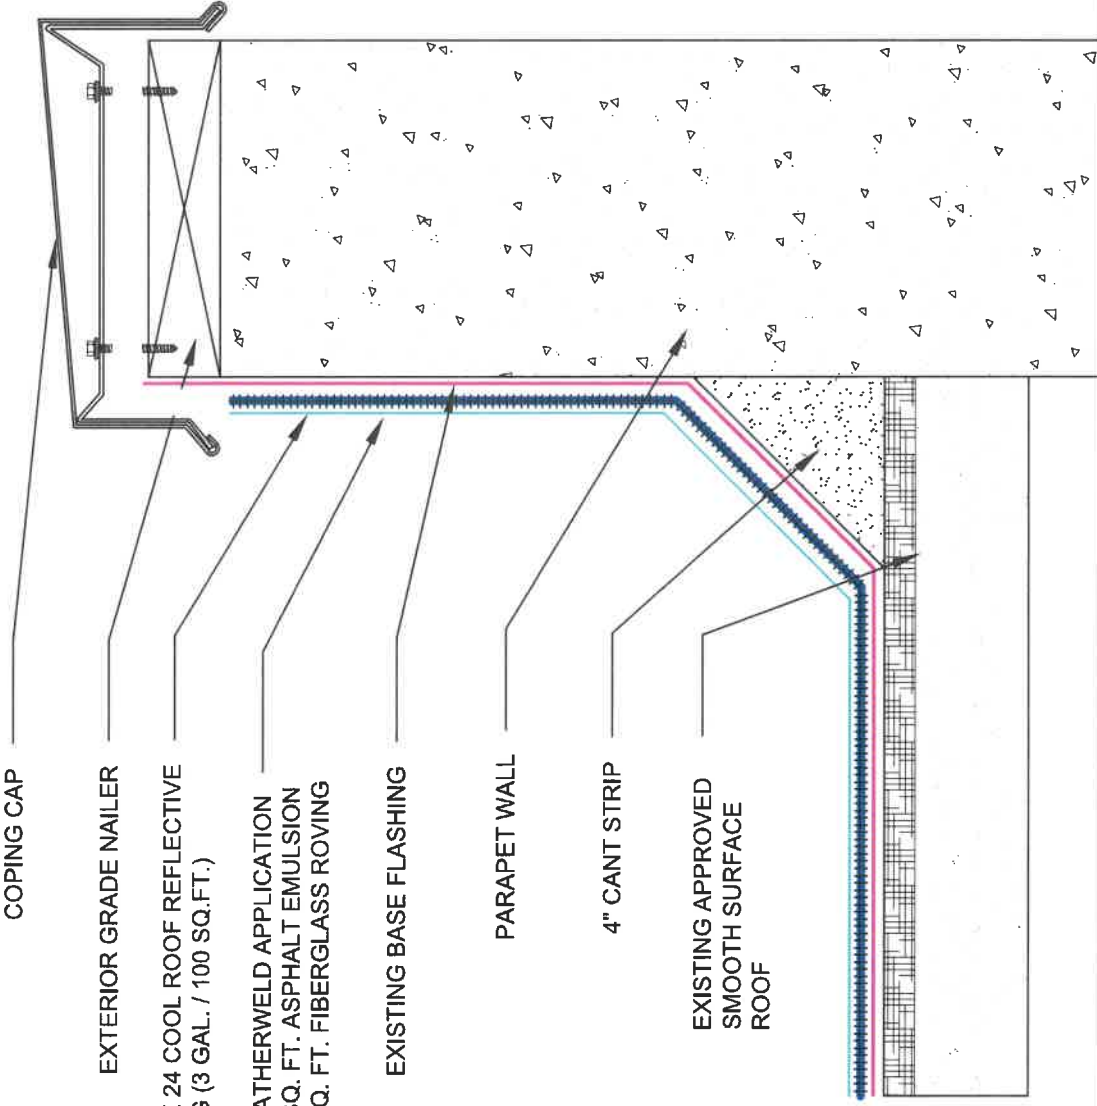 COPING CAP
EXTERIOR GRADE NAILER
24 COOL ROOF REFLECTIVE
(3 GAL. / 100 SQ.FT.)
ATHERWELD APPLICATION
SQ. FT. ASPHALT EMULSION
Q. FT. FIBERGLASS ROVING
EXISTING BASE FLASHING
PARAPET WALL
4" CANT STRIP
EXISTING APPROVED
SMOOTH SURFACE
ROOF